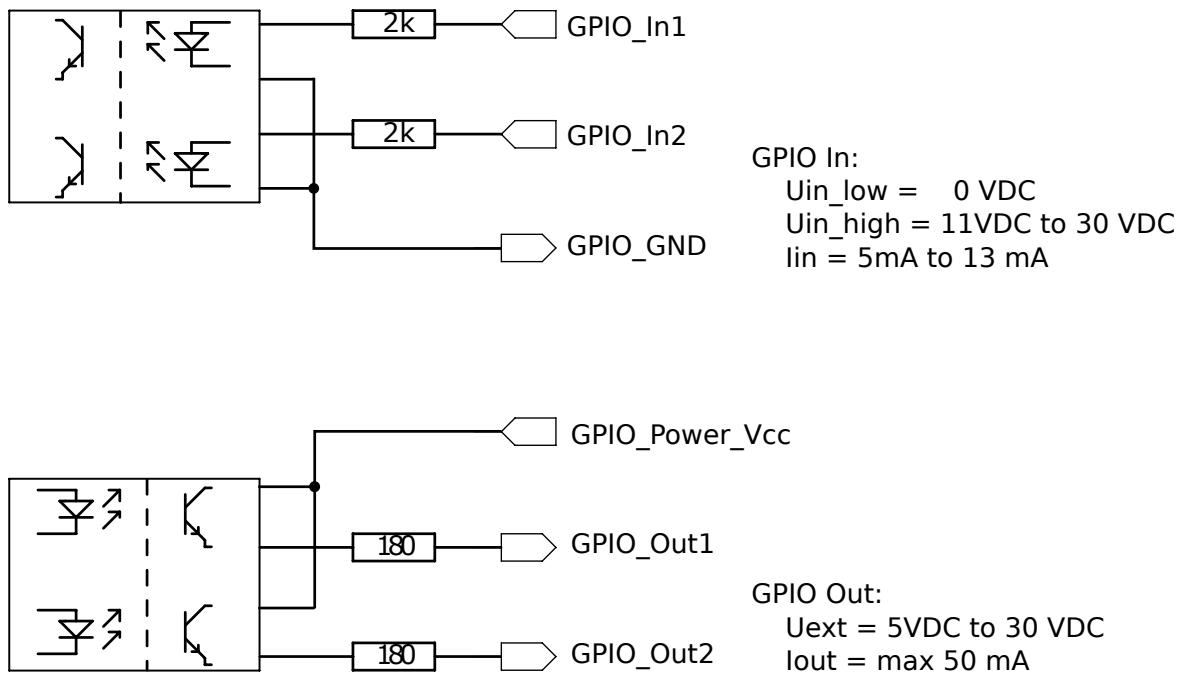 2k
GPIO_In1
2k
GPIO_In2
GPIO_GND
GPIO In:
Uin_low = 0 VDC
Uin_high = 11VDC to 30 VDC
Iin = 5mA to 13 mA
GPIO_Power_Vcc
180
GPIO_Out1
180
GPIO_Out2
GPIO Out:
Uext = 5VDC to 30 VDC
Iout = max 50 mA